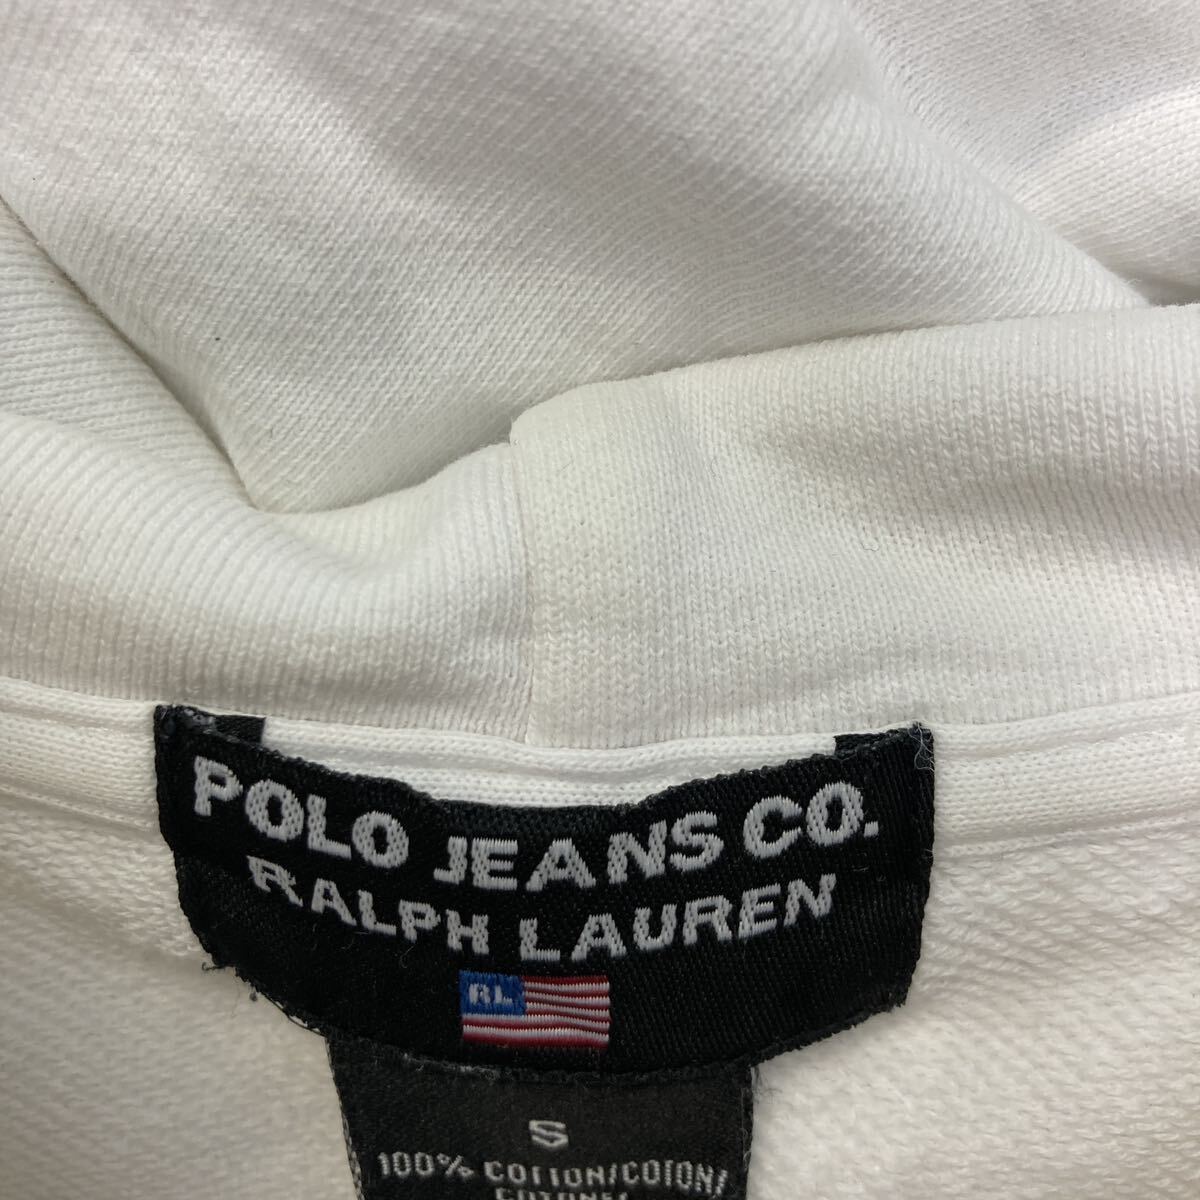 POLO JEANS CO.
RALPH LAUREN
RL
S
100% COTTON/COTON/